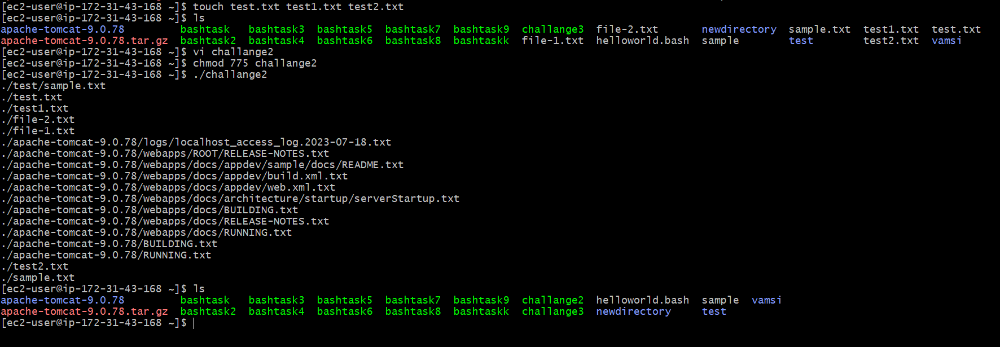 [ec2-user@ip-172-31-43-168 ~]$ touch test.txt test1.txt test2.txt
[ec2-user@ip-172-31-43-168 ~]$ ls
apache-tomcat-9.0.78         bashtask   bashtask3  bashtask5  bashtask7  bashtask9  challange3  file-2.txt       newdirectory  sample.txt  test1.txt  test.txt
apache-tomcat-9.0.78.tar.gz  bashtask2  bashtask4  bashtask6  bashtask8  bashtaskk  file-1.txt  helloworld.bash  sample        test        test2.txt  vamsi
[ec2-user@ip-172-31-43-168 ~]$ vi challange2
[ec2-user@ip-172-31-43-168 ~]$ chmod 775 challange2
[ec2-user@ip-172-31-43-168 ~]$ ./challange2
./test/sample.txt
./test.txt
./test1.txt
./file-2.txt
./file-1.txt
./apache-tomcat-9.0.78/logs/localhost_access_log.2023-07-18.txt
./apache-tomcat-9.0.78/webapps/ROOT/RELEASE-NOTES.txt
./apache-tomcat-9.0.78/webapps/docs/appdev/sample/docs/README.txt
./apache-tomcat-9.0.78/webapps/docs/appdev/build.xml.txt
./apache-tomcat-9.0.78/webapps/docs/appdev/web.xml.txt
./apache-tomcat-9.0.78/webapps/docs/architecture/startup/serverStartup.txt
./apache-tomcat-9.0.78/webapps/docs/BUILDING.txt
./apache-tomcat-9.0.78/webapps/docs/RELEASE-NOTES.txt
./apache-tomcat-9.0.78/webapps/docs/RUNNING.txt
./apache-tomcat-9.0.78/BUILDING.txt
./apache-tomcat-9.0.78/RUNNING.txt
./test2.txt
./sample.txt
[ec2-user@ip-172-31-43-168 ~]$ ls
apache-tomcat-9.0.78         bashtask   bashtask3  bashtask5  bashtask7  bashtask9  challange2  helloworld.bash  sample  vamsi
apache-tomcat-9.0.78.tar.gz  bashtask2  bashtask4  bashtask6  bashtask8  bashtaskk  challange3  newdirectory     test
[ec2-user@ip-172-31-43-168 ~]$